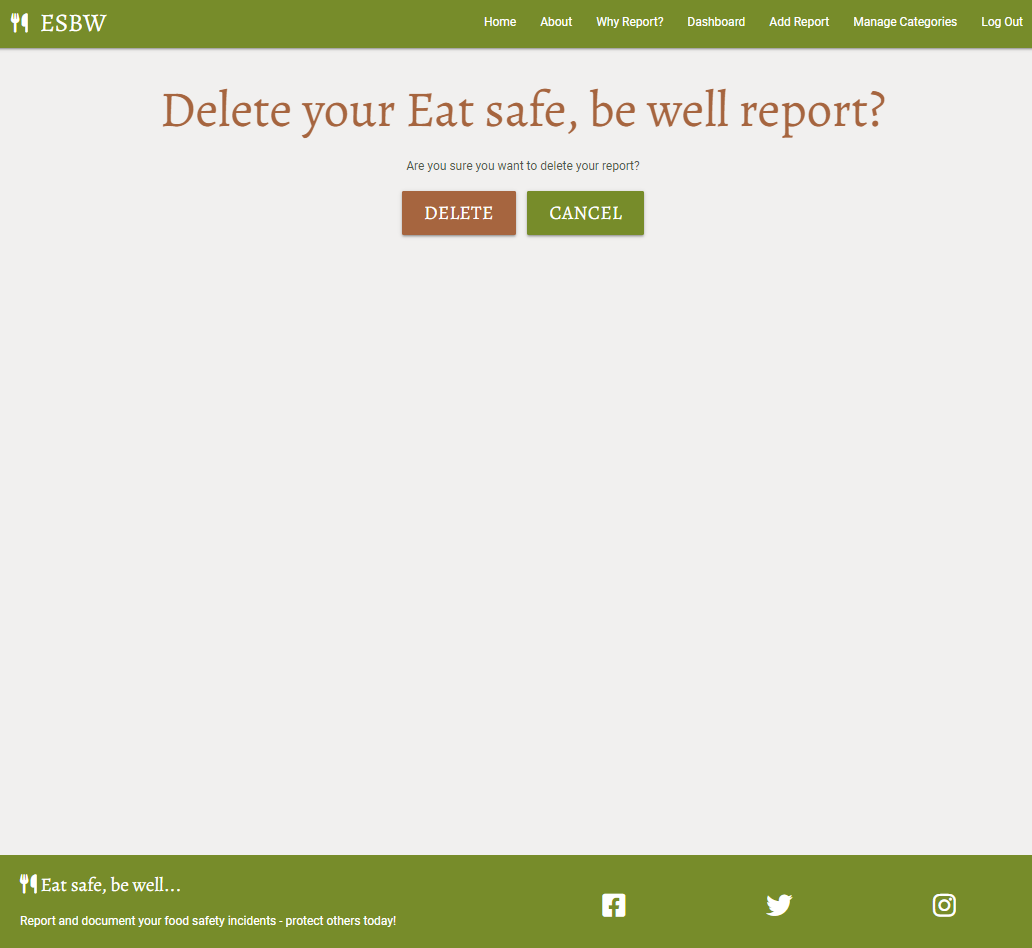 ESBW
Home About Why Report? Dashboard Add Report Manage Categories Log Out
Delete your Eat safe, be well report?
Are you sure you want to delete your report?
DELETE CANCEL
Eat safe, be well...
Report and document your food safety incidents - protect others today!